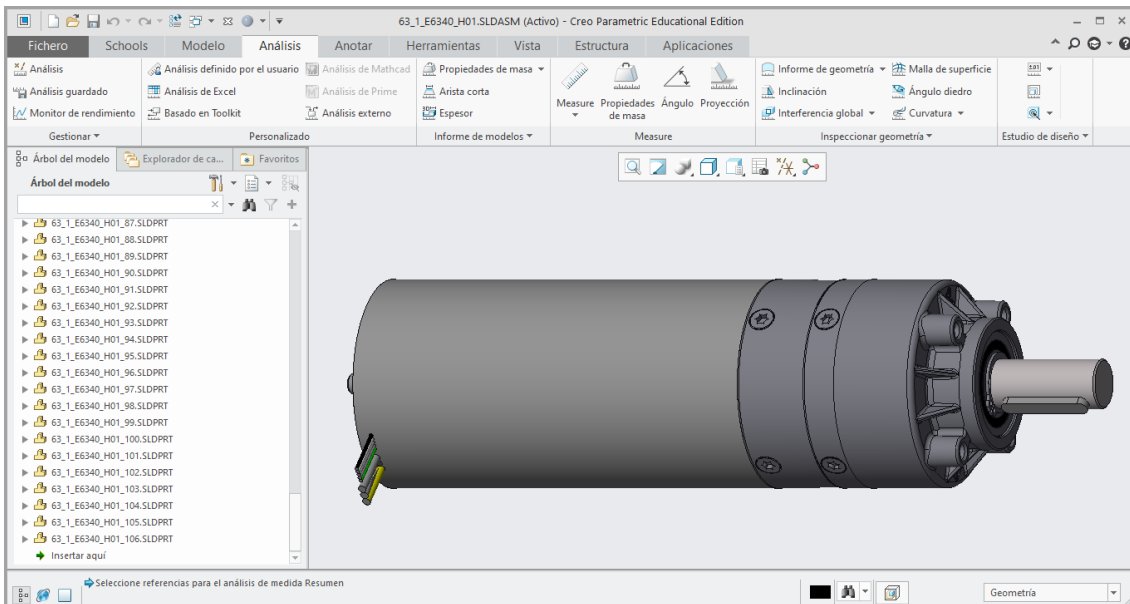 63_1_E6340_H01.SLDASM (Activo) - Creo Parametric Educational Edition
Fichero Schools Modelo Análisis Anotar Herramientas Vista Estructura Aplicaciones
Análisis Análisis definido por el usuario Análisis de Mathcad Propiedades de masa Informe de geometría Malla de superficie
Análisis guardado Análisis de Excel Análisis de Prime Arista corta Measure Propiedades de masa Ángulo Proyección Inclinación Ángulo diedro
Monitor de rendimiento Basado en Toolkit Análisis externo Espesor Interferencia global Curvatura
Gestionar Personalizado Informe de modelos Measure Inspeccionar geometría Estudio de diseño
Árbol del modelo Explorador de ca... Favoritos
Árbol del modelo
63_1_E6340_H01_87.SLDPRT
63_1_E6340_H01_88.SLDPRT
63_1_E6340_H01_89.SLDPRT
63_1_E6340_H01_90.SLDPRT
63_1_E6340_H01_91.SLDPRT
63_1_E6340_H01_92.SLDPRT
63_1_E6340_H01_93.SLDPRT
63_1_E6340_H01_94.SLDPRT
63_1_E6340_H01_95.SLDPRT
63_1_E6340_H01_96.SLDPRT
63_1_E6340_H01_97.SLDPRT
63_1_E6340_H01_98.SLDPRT
63_1_E6340_H01_99.SLDPRT
63_1_E6340_H01_100.SLDPRT
63_1_E6340_H01_101.SLDPRT
63_1_E6340_H01_102.SLDPRT
63_1_E6340_H01_103.SLDPRT
63_1_E6340_H01_104.SLDPRT
63_1_E6340_H01_105.SLDPRT
63_1_E6340_H01_106.SLDPRT
Insertar aquí
Seleccione referencias para el análisis de medida Resumen
Geometría